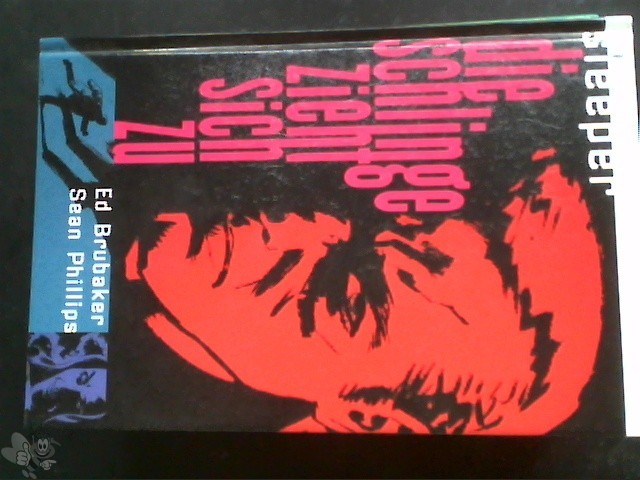 sleeper
die
schlinge
zieht
sich
zu
Ed Brubaker
Sean Phillips